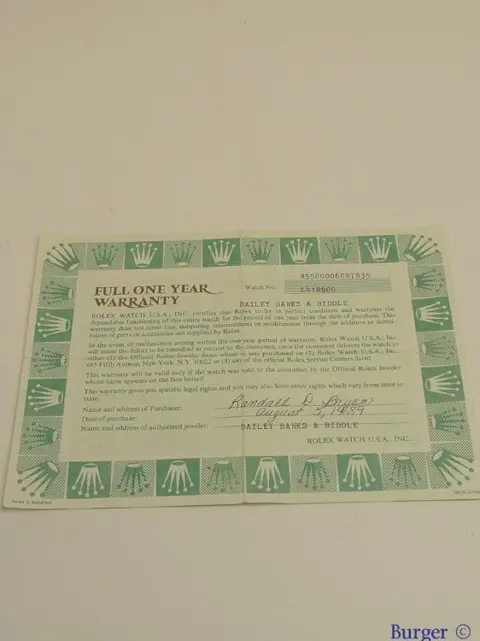 R550006087835
FULL ONE YEAR
Watch No.
WARRANTY
BAILEY BANKS & BIDDLE
ROLEX WATCH U.S.A., INC. certifies this Rolex to be in perfect condition and warrants the
dependable functioning of this entire watch for the period of one year from the date of purchase. This
warranty does not cover loss, tampering, mistreatment or modification through the addition or
of parts or accessories not supplied by Rolex.
In the event of malfunction arising within the one-year period of warranty, Rolex Watch U.S.A., Inc.
will cause the defect to be remedied at no cost to the consumer, once the consumer delivers the Watch to
either (1) the Official Rolex Jeweler from whom it was purchased or (2) Rolex Watch U.S.A., Inc.
665 Fifth Avenue, New York, N.Y. 10022 or (3) any of the official Rolex Service Centers listed
This warranty will be valid only if the watch was sold to the consumer by the Official Rolex Jeweler
whose name appears on the face hereof.
This warranty gives you specific legal rights and you may also have other rights which vary from state to
state.
Name and address of Purchaser: Randall D. Bryan
Date of purchase: August 5, 1989
Name and address of authorized jeweler: BAILEY BANKS & BIDDLE
ROLEX WATCH U.S.A., INC.
Printed in Switzerland
Burger ©